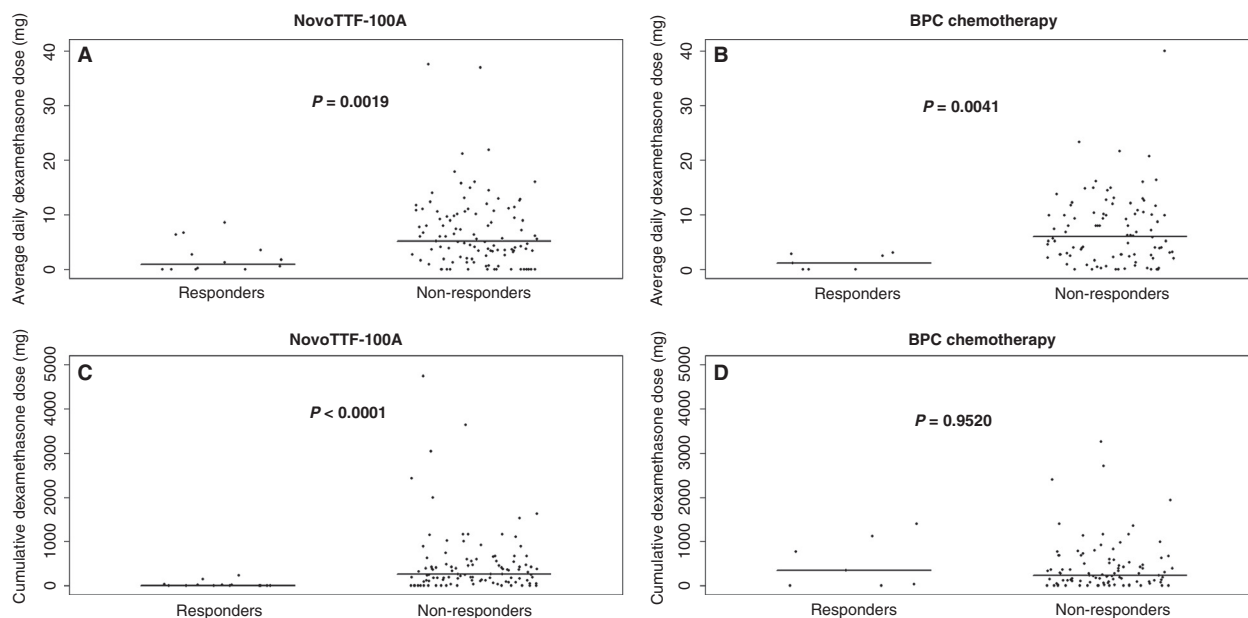 NovoTTF-100A
A
P = 0.0019
Average daily dexamethasone dose (mg)
40
30
20
10
0
Responders
Non-responders
BPC chemotherapy
B
P = 0.0041
Average daily dexamethasone dose (mg)
40
30
20
10
0
Responders
Non-responders
NovoTTF-100A
C
P < 0.0001
Cumulative dexamethasone dose (mg)
5000
4000
3000
2000
1000
0
Responders
Non-responders
BPC chemotherapy
D
P = 0.9520
Cumulative dexamethasone dose (mg)
5000
4000
3000
2000
1000
0
Responders
Non-responders